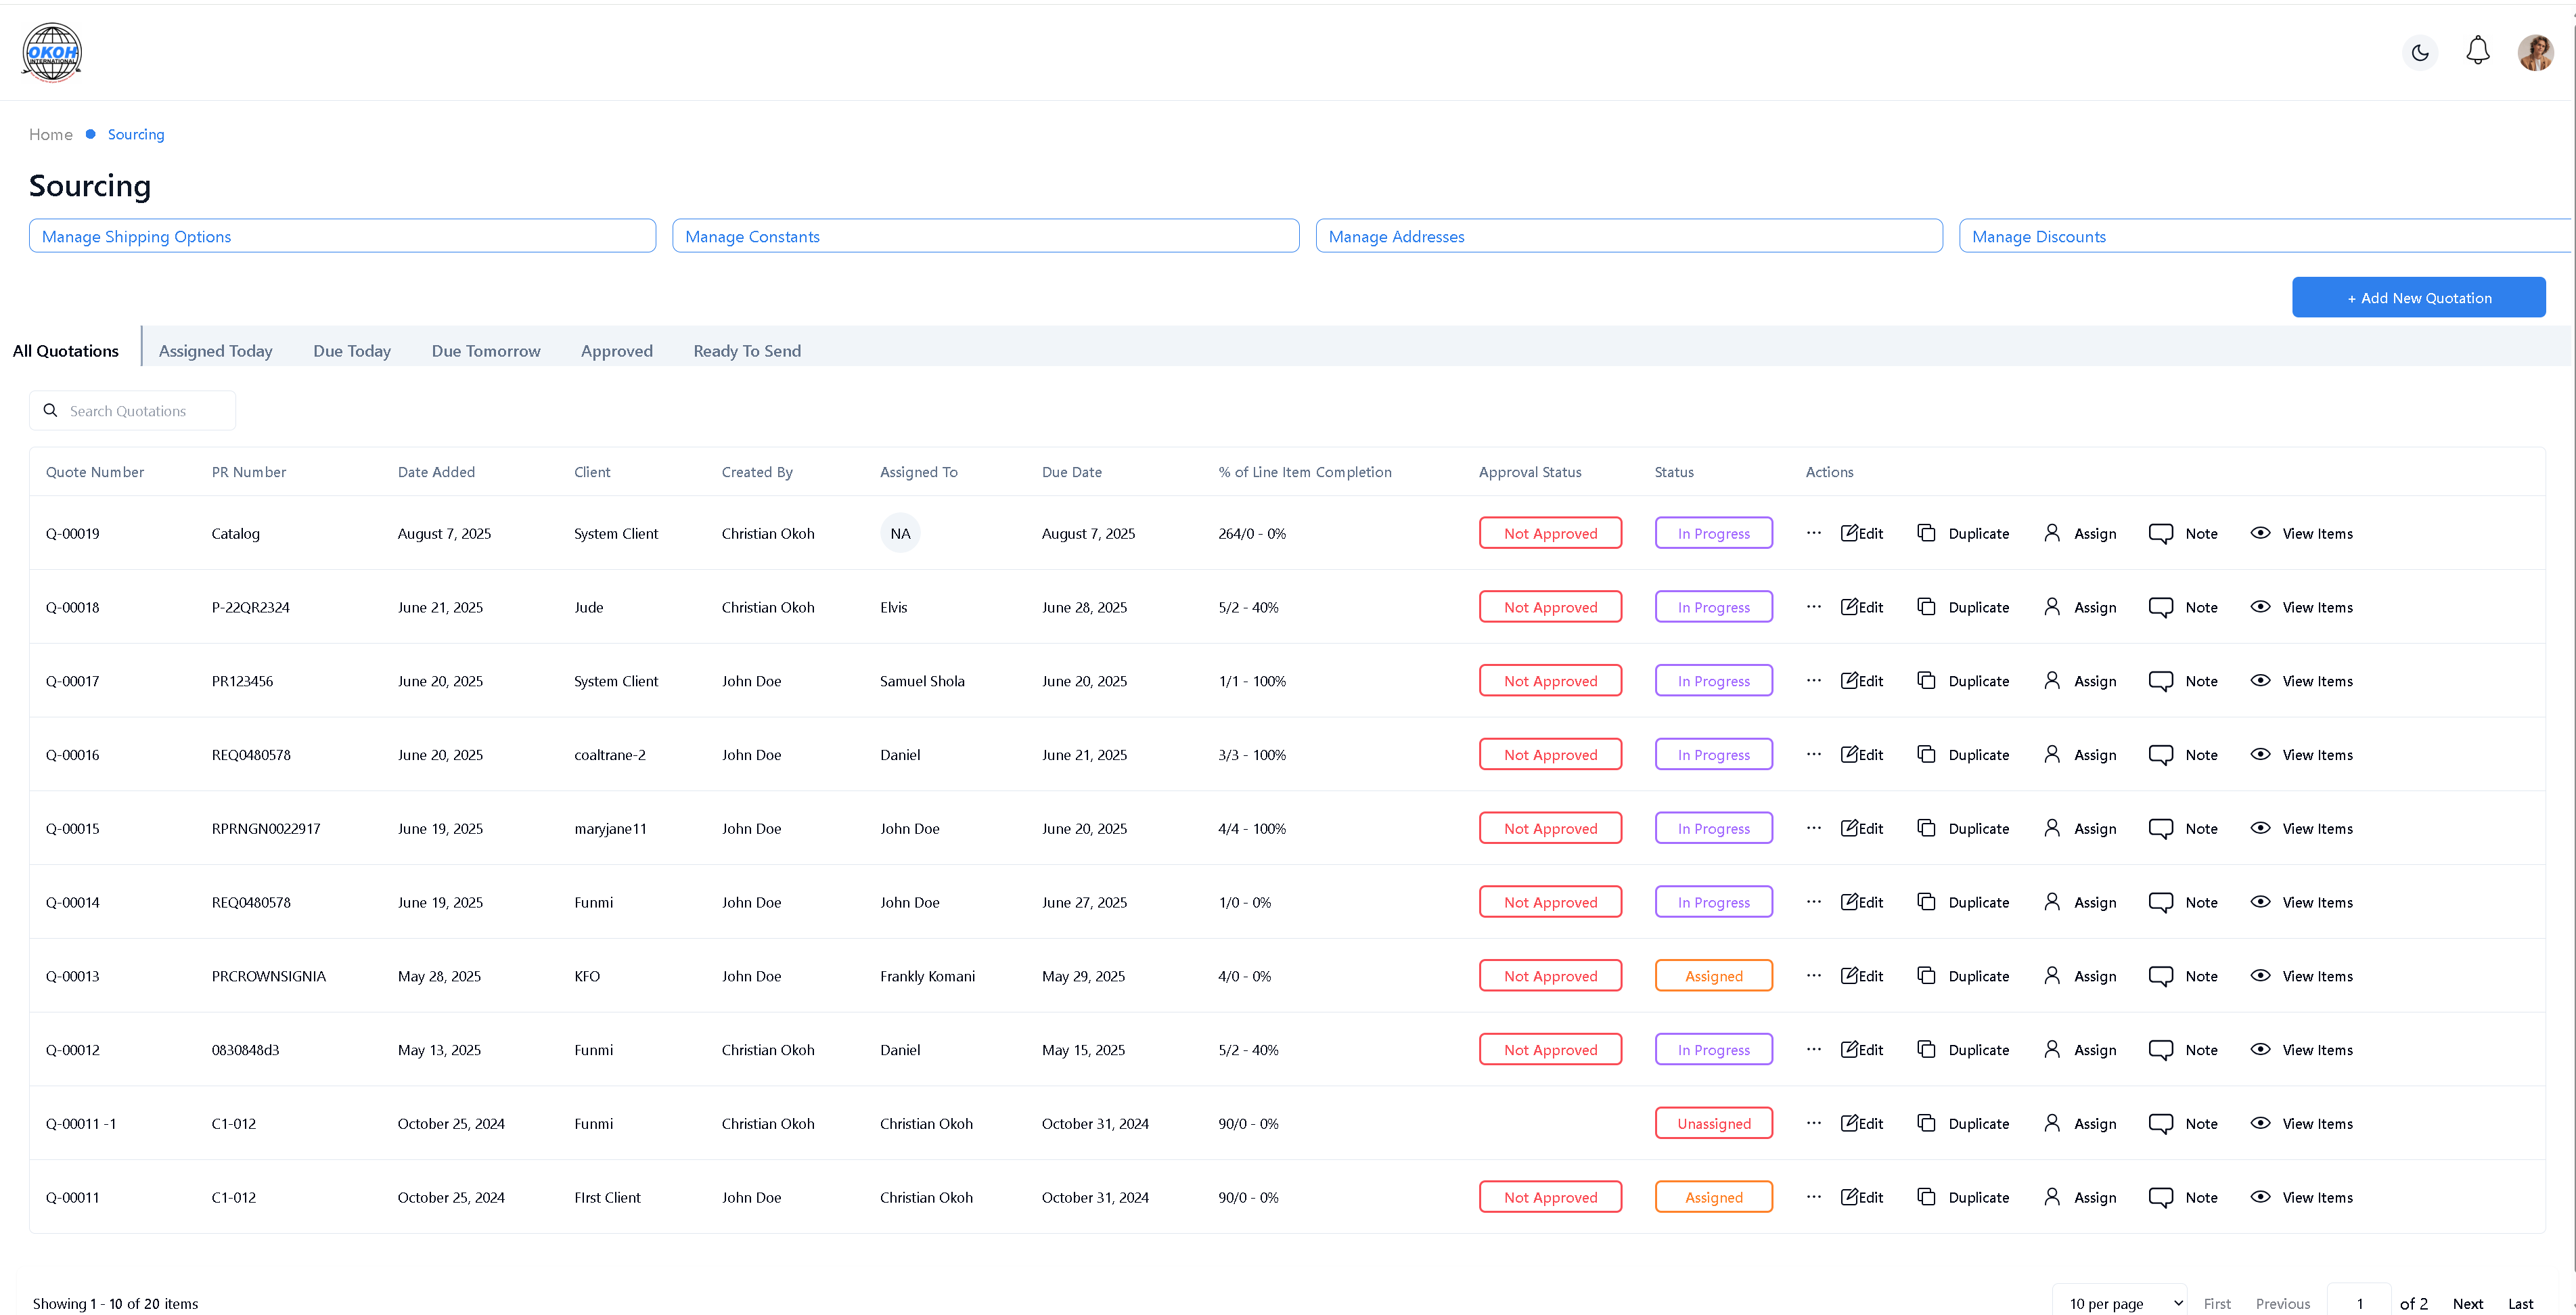 OKOH
INTERNATIONAL
Home Sourcing
Sourcing
Manage Shipping Options Manage Constants Manage Addresses Manage Discounts
+ Add New Quotation
All Quotations Assigned Today Due Today Due Tomorrow Approved Ready To Send
Search Quotations
Quote Number PR Number Date Added Client Created By Assigned To Due Date % of Line Item Completion Approval Status Status Actions
Q-00019 Catalog August 7, 2025 System Client Christian Okoh NA August 7, 2025 264/0 - 0% Not Approved In Progress ... Edit Duplicate Assign Note View Items
Q-00018 P-22QR2324 June 21, 2025 Jude Christian Okoh Elvis June 28, 2025 5/2 - 40% Not Approved In Progress ... Edit Duplicate Assign Note View Items
Q-00017 PR123456 June 20, 2025 System Client John Doe Samuel Shola June 20, 2025 1/1 - 100% Not Approved In Progress ... Edit Duplicate Assign Note View Items
Q-00016 REQ0480578 June 20, 2025 coaltrane-2 John Doe Daniel June 21, 2025 3/3 - 100% Not Approved In Progress ... Edit Duplicate Assign Note View Items
Q-00015 RPRNGN0022917 June 19, 2025 maryjane11 John Doe John Doe June 20, 2025 4/4 - 100% Not Approved In Progress ... Edit Duplicate Assign Note View Items
Q-00014 REQ0480578 June 19, 2025 Funmi John Doe John Doe June 27, 2025 1/0 - 0% Not Approved In Progress ... Edit Duplicate Assign Note View Items
Q-00013 PRCROWNSIGNIA May 28, 2025 KFO John Doe Frankly Komani May 29, 2025 4/0 - 0% Not Approved Assigned ... Edit Duplicate Assign Note View Items
Q-00012 0830848d3 May 13, 2025 Funmi Christian Okoh Daniel May 15, 2025 5/2 - 40% Not Approved In Progress ... Edit Duplicate Assign Note View Items
Q-00011 -1 C1-012 October 25, 2024 Funmi Christian Okoh Christian Okoh October 31, 2024 90/0 - 0% Unassigned ... Edit Duplicate Assign Note View Items
Q-00011 C1-012 October 25, 2024 FIrst Client John Doe Christian Okoh October 31, 2024 90/0 - 0% Not Approved Assigned ... Edit Duplicate Assign Note View Items
Showing 1 - 10 of 20 items 10 per page First Previous 1 of 2 Next Last